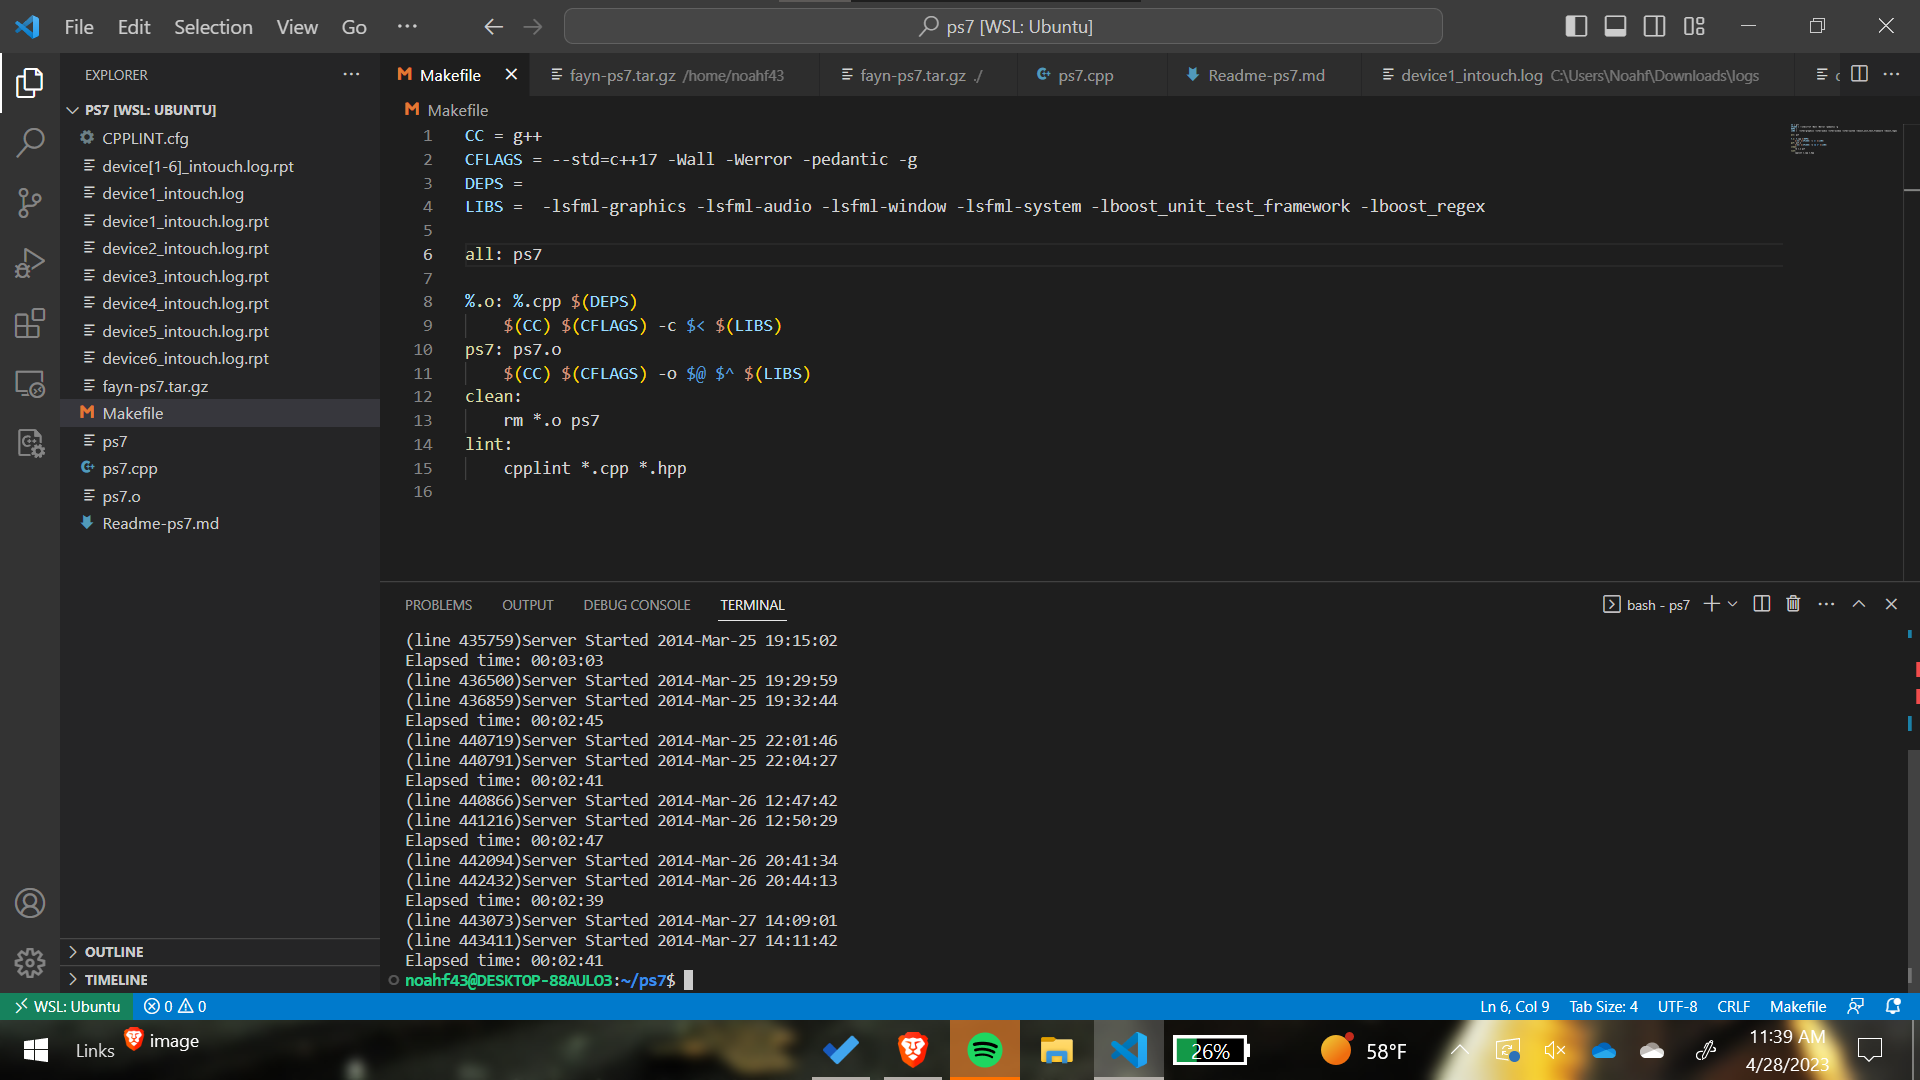 File Edit Selection View Go ··· ps7 [WSL: Ubuntu]
EXPLORER ···
PS7 [WSL: UBUNTU]
CPPLINT.cfg
device[1-6]_intouch.log.rpt
device1_intouch.log
device1_intouch.log.rpt
device2_intouch.log.rpt
device3_intouch.log.rpt
device4_intouch.log.rpt
device5_intouch.log.rpt
device6_intouch.log.rpt
fayn-ps7.tar.gz
Makefile
ps7
ps7.cpp
ps7.o
Readme-ps7.md
OUTLINE
TIMELINE
Makefile fayn-ps7.tar.gz /home/noahf43 fayn-ps7.tar.gz ./ ps7.cpp Readme-ps7.md device1_intouch.log C:\Users\Noahf\Downloads\logs
Makefile
1 CC = g++
2 CFLAGS = --std=c++17 -Wall -Werror -pedantic -g
3 DEPS =
4 LIBS =  -lsfml-graphics -lsfml-audio -lsfml-window -lsfml-system -lboost_unit_test_framework -lboost_regex
5
6 all: ps7
7
8 %.o: %.cpp $(DEPS)
9     $(CC) $(CFLAGS) -c $< $(LIBS)
10 ps7: ps7.o
11     $(CC) $(CFLAGS) -o $@ $^ $(LIBS)
12 clean:
13     rm *.o ps7
14 lint:
15     cpplint *.cpp *.hpp
16
PROBLEMS OUTPUT DEBUG CONSOLE TERMINAL bash - ps7
(line 435759)Server Started 2014-Mar-25 19:15:02
Elapsed time: 00:03:03
(line 436500)Server Started 2014-Mar-25 19:29:59
(line 436859)Server Started 2014-Mar-25 19:32:44
Elapsed time: 00:02:45
(line 440719)Server Started 2014-Mar-25 22:01:46
(line 440791)Server Started 2014-Mar-25 22:04:27
Elapsed time: 00:02:41
(line 440866)Server Started 2014-Mar-26 12:47:42
(line 441216)Server Started 2014-Mar-26 12:50:29
Elapsed time: 00:02:47
(line 442094)Server Started 2014-Mar-26 20:41:34
(line 442432)Server Started 2014-Mar-26 20:44:13
Elapsed time: 00:02:39
(line 443073)Server Started 2014-Mar-27 14:09:01
(line 443411)Server Started 2014-Mar-27 14:11:42
Elapsed time: 00:02:41
noahf43@DESKTOP-88AULO3:~/ps7$
WSL: Ubuntu 0 0 Ln 6, Col 9 Tab Size: 4 UTF-8 CRLF Makefile
Links image 26% 58°F 11:39 AM
4/28/2023